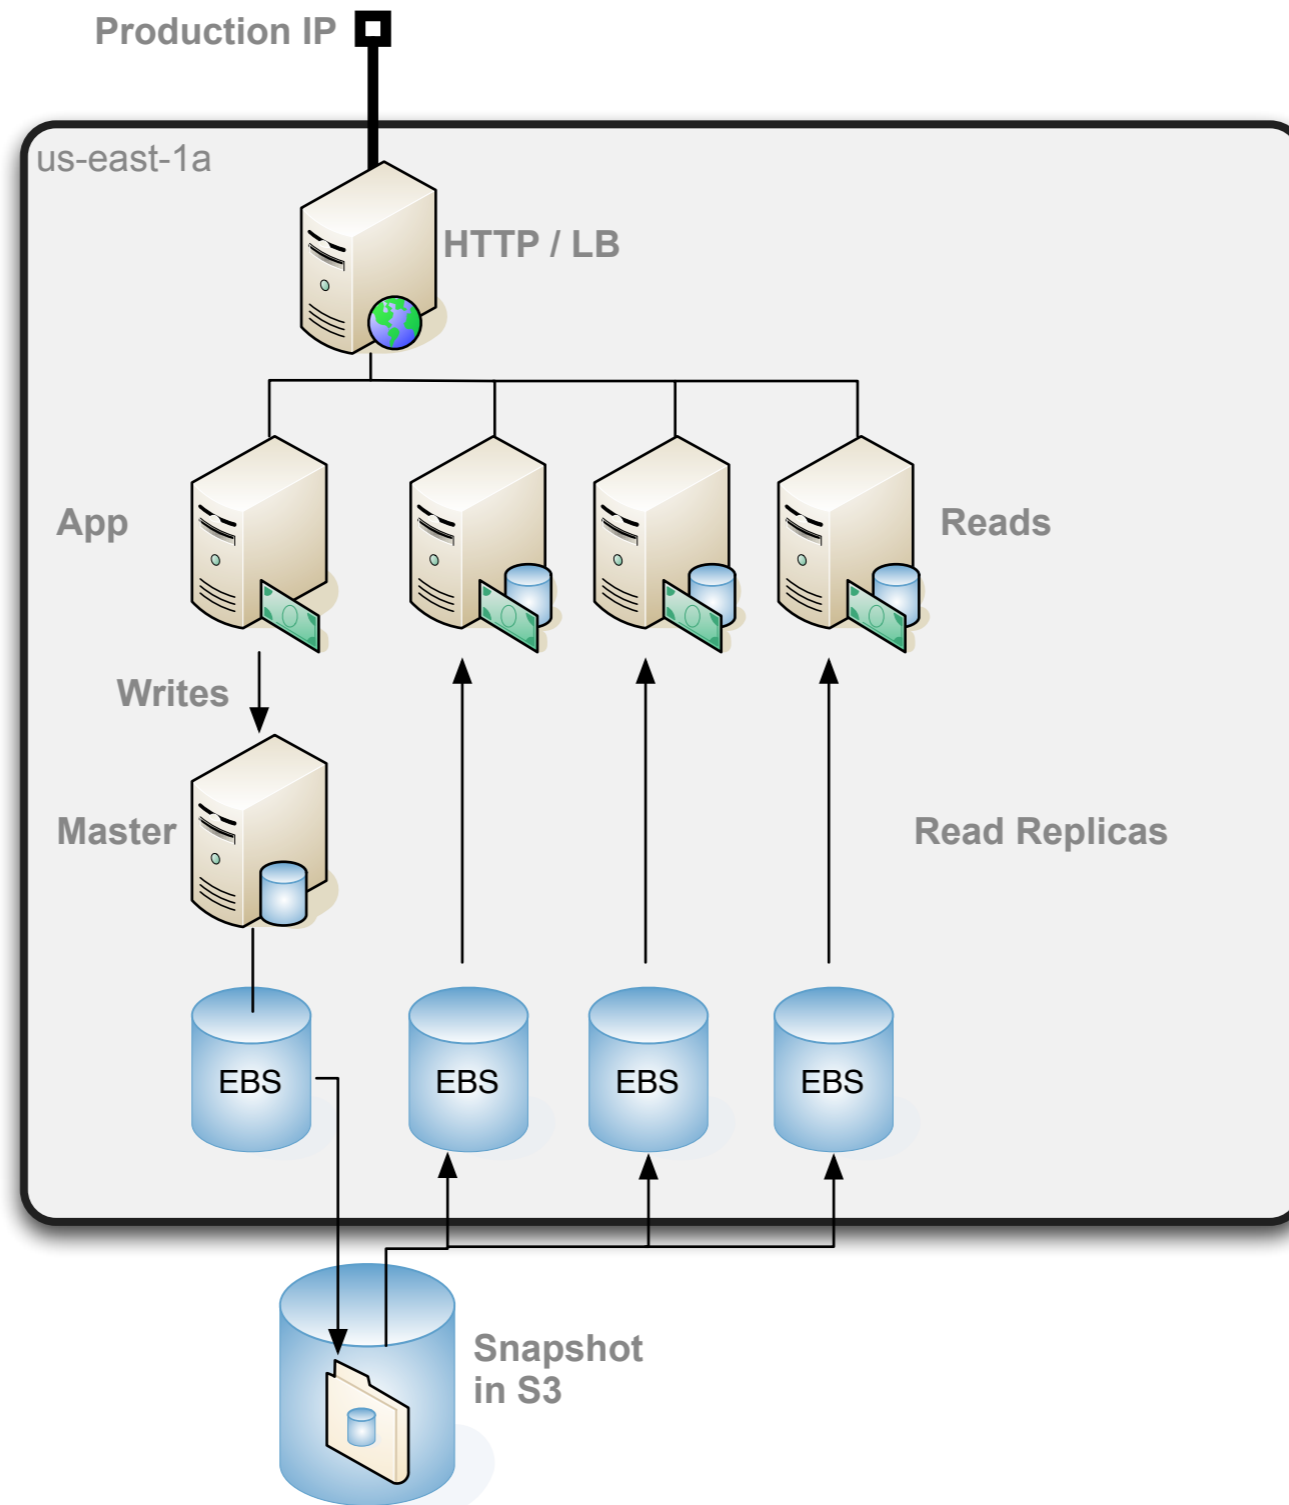 Production IP
us-east-1a
HTTP / LB
App
Reads
Writes
Master
Read Replicas
EBS
EBS
EBS
EBS
Snapshot
in S3